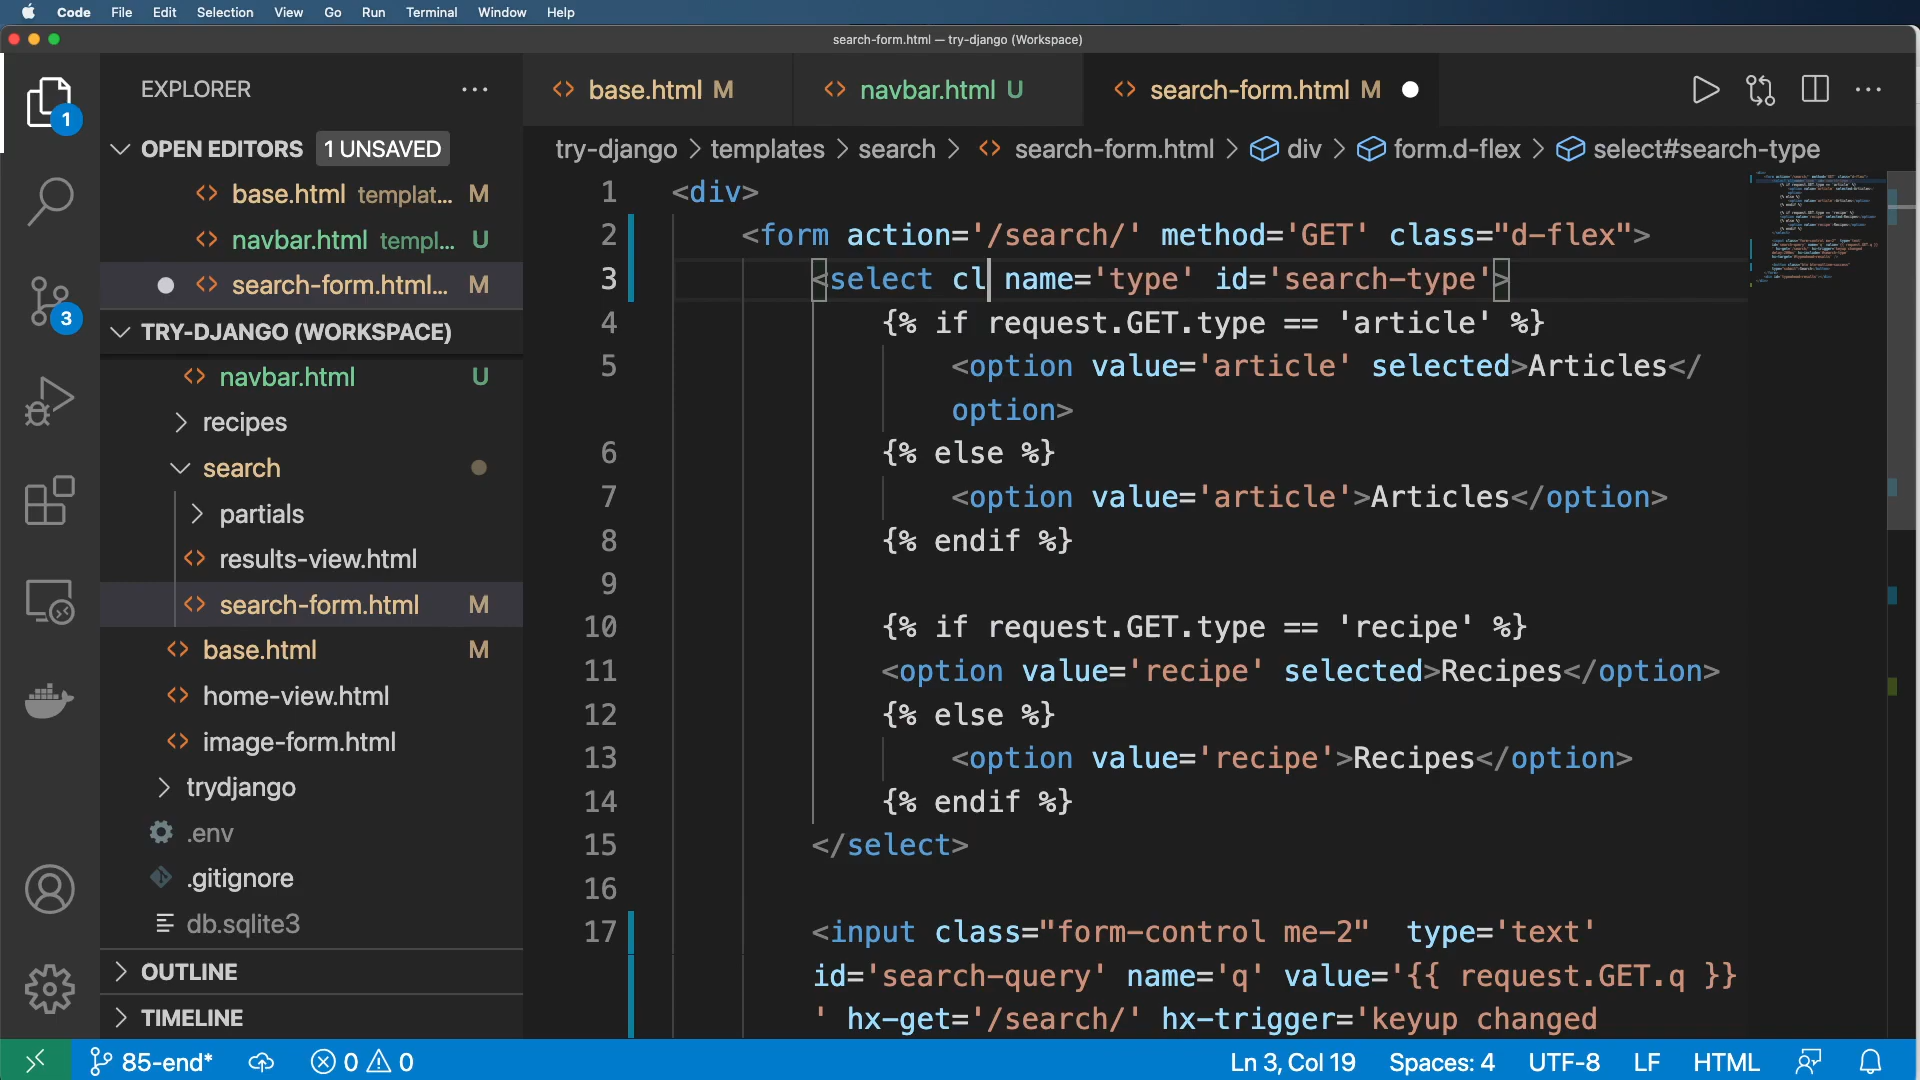 Code File Edit Selection View Go Run Terminal Window Help
search-form.html — try-django (Workspace)
EXPLORER ...
base.html M navbar.html U search-form.html M
OPEN EDITORS 1 UNSAVED
base.html templat... M
navbar.html templ... U
search-form.html... M
TRY-DJANGO (WORKSPACE)
navbar.html U
recipes
search
partials
results-view.html
search-form.html M
base.html M
home-view.html
image-form.html
trydjango
.env
.gitignore
db.sqlite3
OUTLINE
TIMELINE
1
3
try-django > templates > search > search-form.html > div > form.d-flex > select#search-type
1 <div>
2 <form action='/search/' method='GET' class="d-flex">
3 <select cl name='type' id='search-type'>
4 {% if request.GET.type == 'article' %}
5 <option value='article' selected>Articles</
option>
6 {% else %}
7 <option value='article'>Articles</option>
8 {% endif %}
9
10 {% if request.GET.type == 'recipe' %}
11 <option value='recipe' selected>Recipes</option>
12 {% else %}
13 <option value='recipe'>Recipes</option>
14 {% endif %}
15 </select>
16
17 <input class="form-control me-2"  type='text'
id='search-query' name='q' value='{{ request.GET.q }}
' hx-get='/search/' hx-trigger='keyup changed
85-end* 0 0 Ln 3, Col 19 Spaces: 4 UTF-8 LF HTML